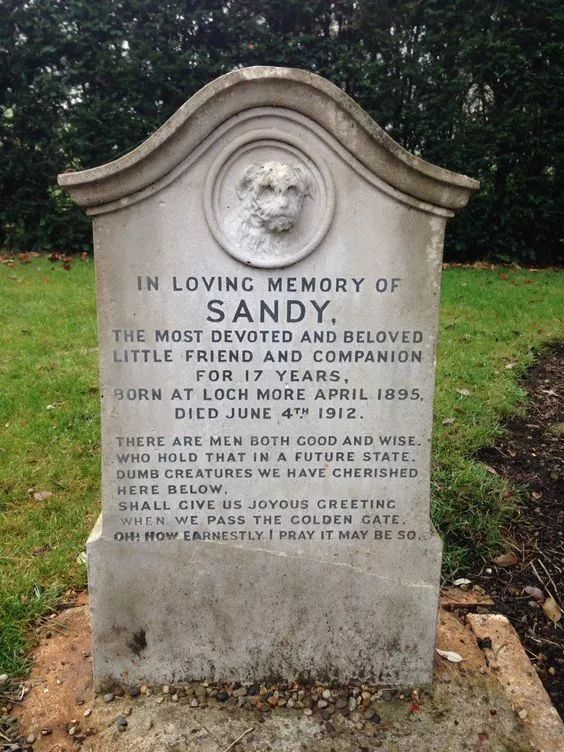 IN LOVING MEMORY OF
SANDY,
THE MOST DEVOTED AND BELOVED
LITTLE FRIEND AND COMPANION
FOR 17 YEARS,
BORN AT LOCH MORE APRIL 1895,
DIED JUNE 4TH 1912.
THERE ARE MEN BOTH GOOD AND WISE.
WHO HOLD THAT IN A FUTURE STATE.
DUMB CREATURES WE HAVE CHERISHED
HERE BELOW,
SHALL GIVE US JOYOUS GREETING
WHEN WE PASS THE GOLDEN GATE.
OH! HOW EARNESTLY I PRAY IT MAY BE SO.